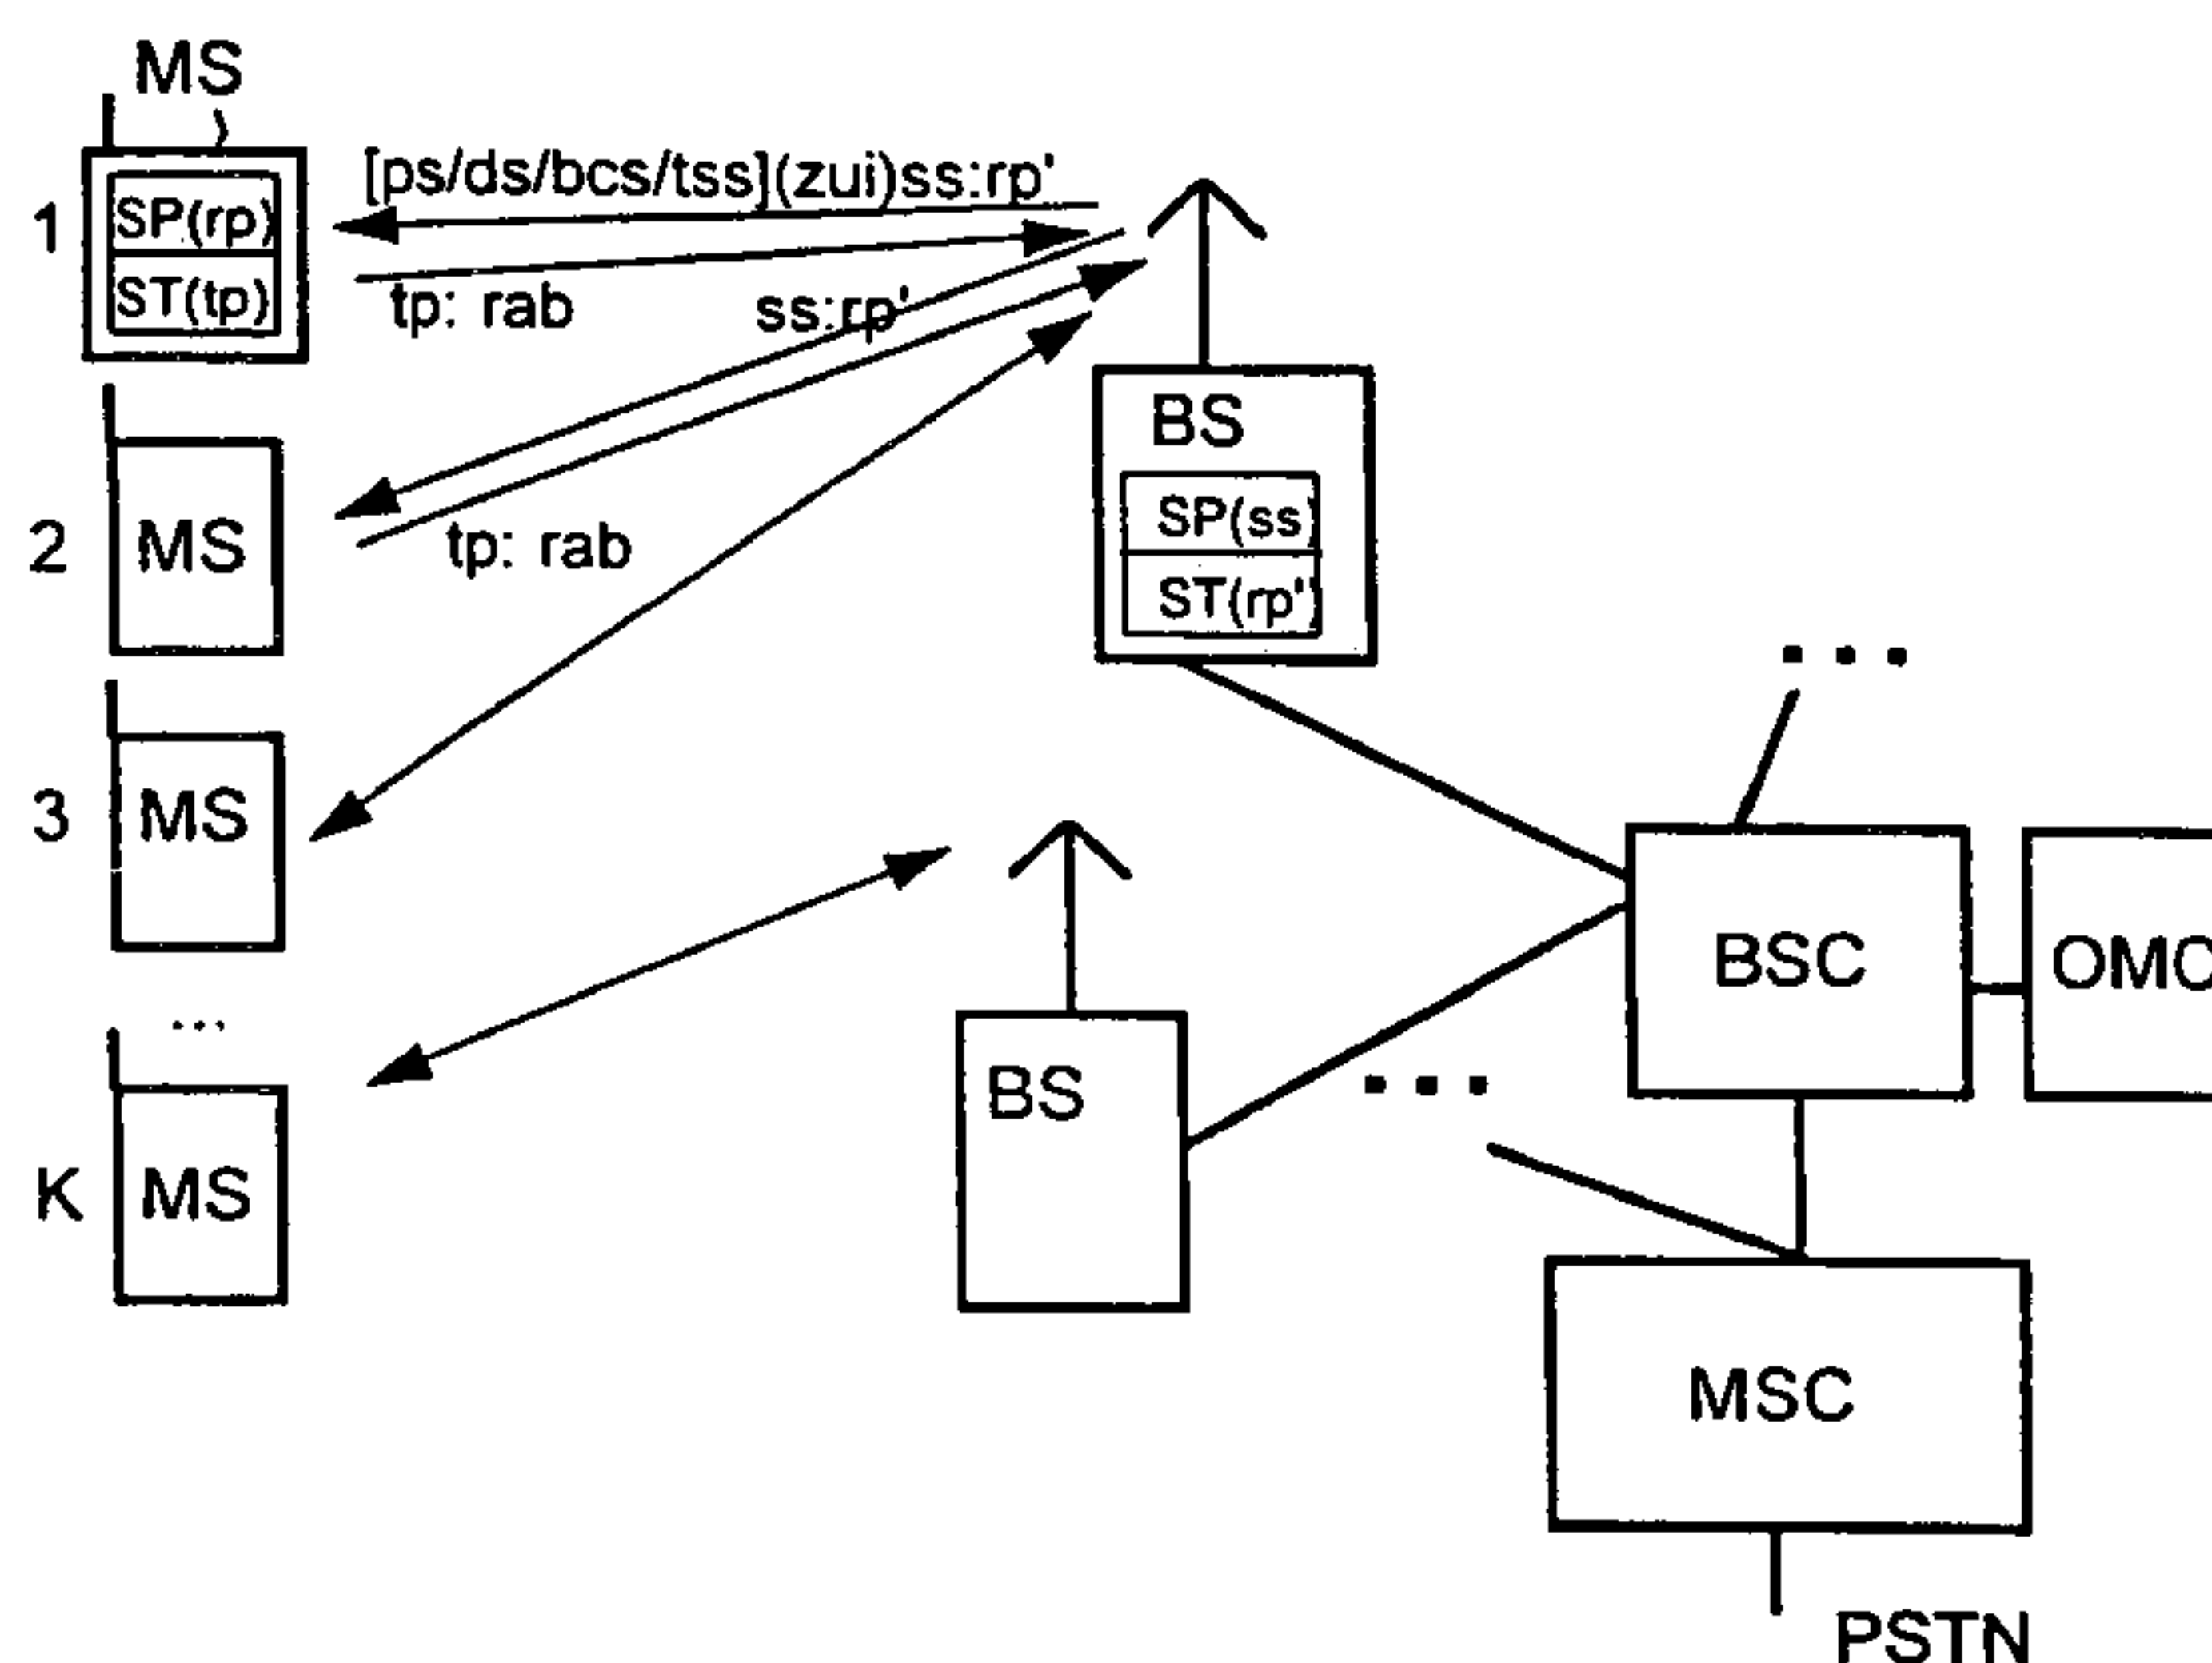 MS
1
SP(rp)
ST(tp)
[ps/ds/bcs/tss](zui)ss:rp'
tp: rab
ss:rp'
BS
SP(ss)
ST(rp')
2
MS
tp: rab
3
MS
...
BSC
OMC
BS
...
K
MS
MSC
PSTN